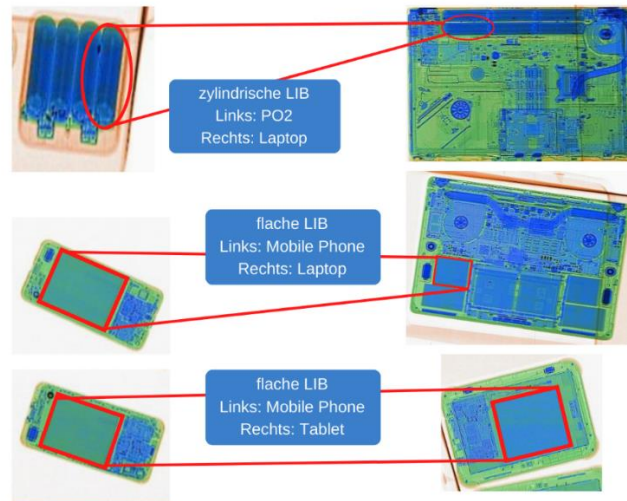 zylindrische LIB
Links: PO2
Rechts: Laptop
flache LIB
Links: Mobile Phone
Rechts: Laptop
flache LIB
Links: Mobile Phone
Rechts: Tablet